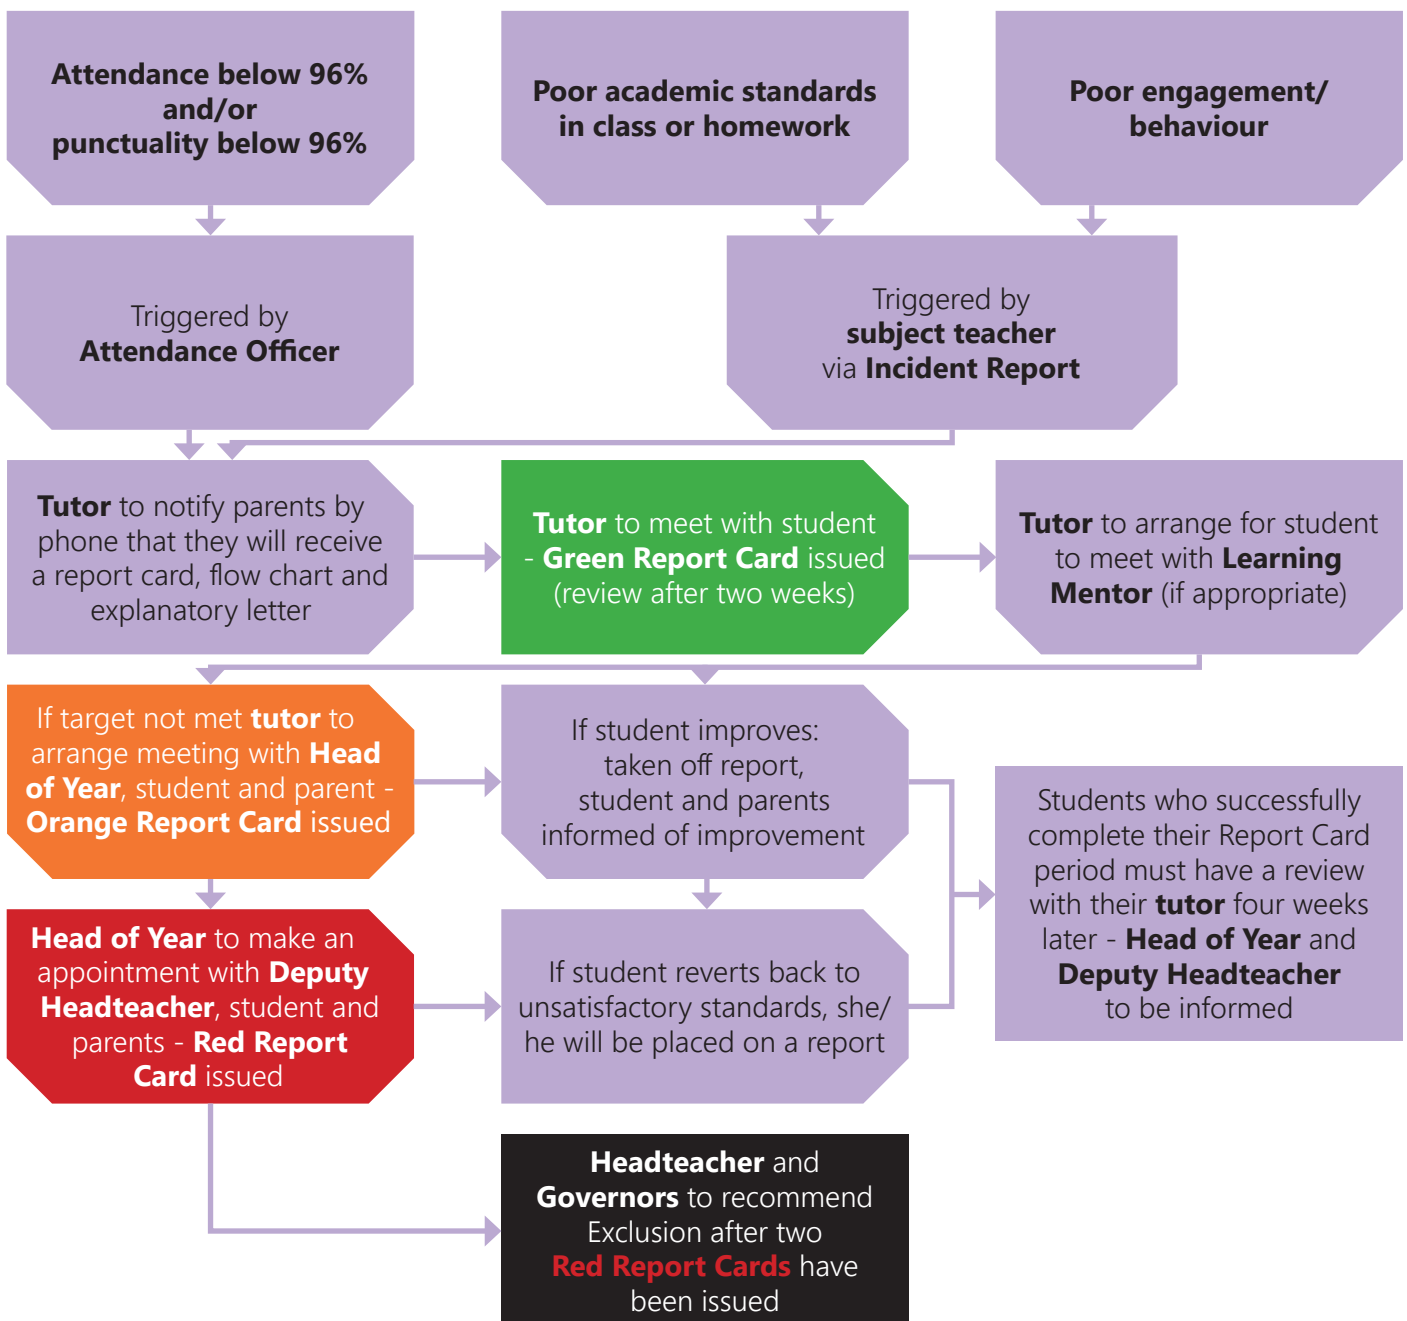 Attendance below 96%
and/or
punctuality below 96%
Poor academic standards
in class or homework
Poor engagement/
behaviour
Triggered by
Attendance Officer
Triggered by
subject teacher
via Incident Report
Tutor to notify parents by
phone that they will receive
a report card, flow chart and
explanatory letter
Tutor to meet with student
- Green Report Card issued
(review after two weeks)
Tutor to arrange for student
to meet with Learning
Mentor (if appropriate)
If target not met tutor to
arrange meeting with Head
of Year, student and parent -
Orange Report Card issued
If student improves:
taken off report,
student and parents
informed of improvement
Students who successfully
complete their Report Card
period must have a review
with their tutor four weeks
later - Head of Year and
Deputy Headteacher
to be informed
Head of Year to make an
appointment with Deputy
Headteacher, student and
parents - Red Report
Card issued
If student reverts back to
unsatisfactory standards, she/
he will be placed on a report
Headteacher and
Governors to recommend
Exclusion after two
Red Report Cards have
been issued